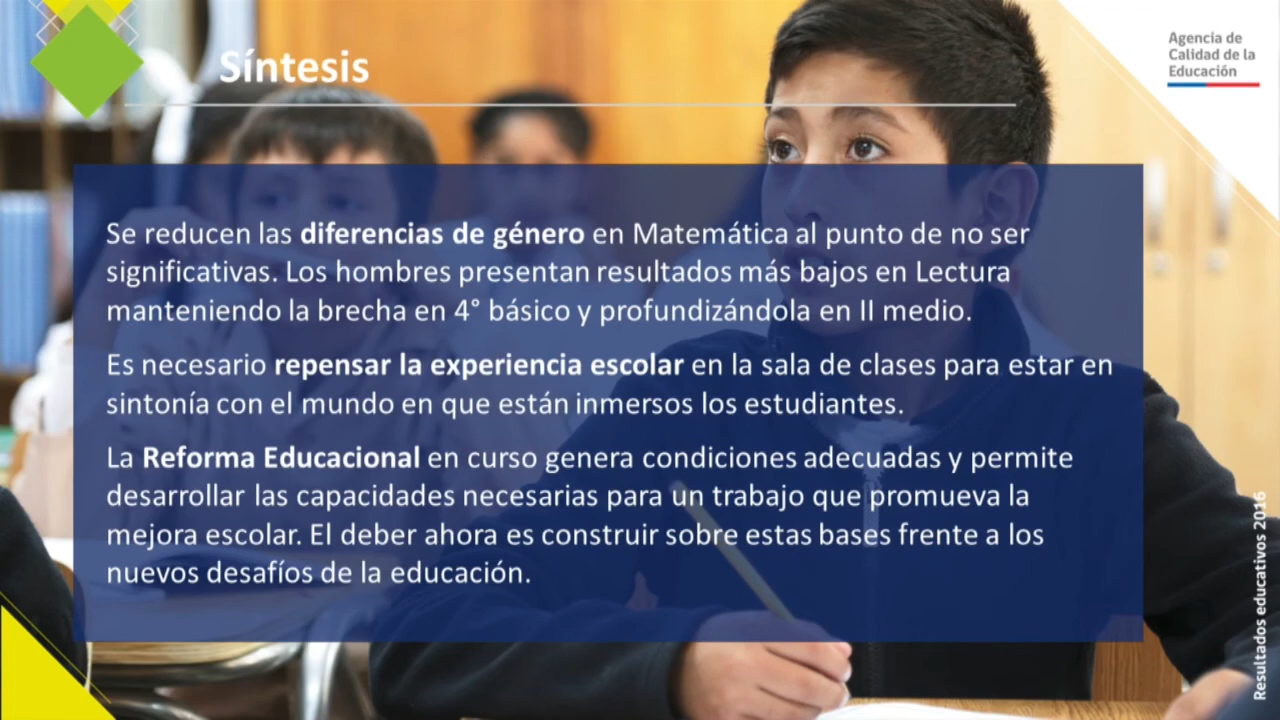 Síntesis
Agencia de
Calidad de la
Educación
Se reducen las diferencias de género en Matemática al punto de no ser
significativas. Los hombres presentan resultados más bajos en Lectura
manteniendo la brecha en 4° básico y profundizándola en II medio.
Es necesario repensar la experiencia escolar en la sala de clases para estar en
sintonía con el mundo en que están inmersos los estudiantes.
La Reforma Educacional en curso genera condiciones adecuadas y permite
desarrollar las capacidades necesarias para un trabajo que promueva la
mejora escolar. El deber ahora es construir sobre estas bases frente a los
nuevos desafíos de la educación.
Resultados educativos 2016